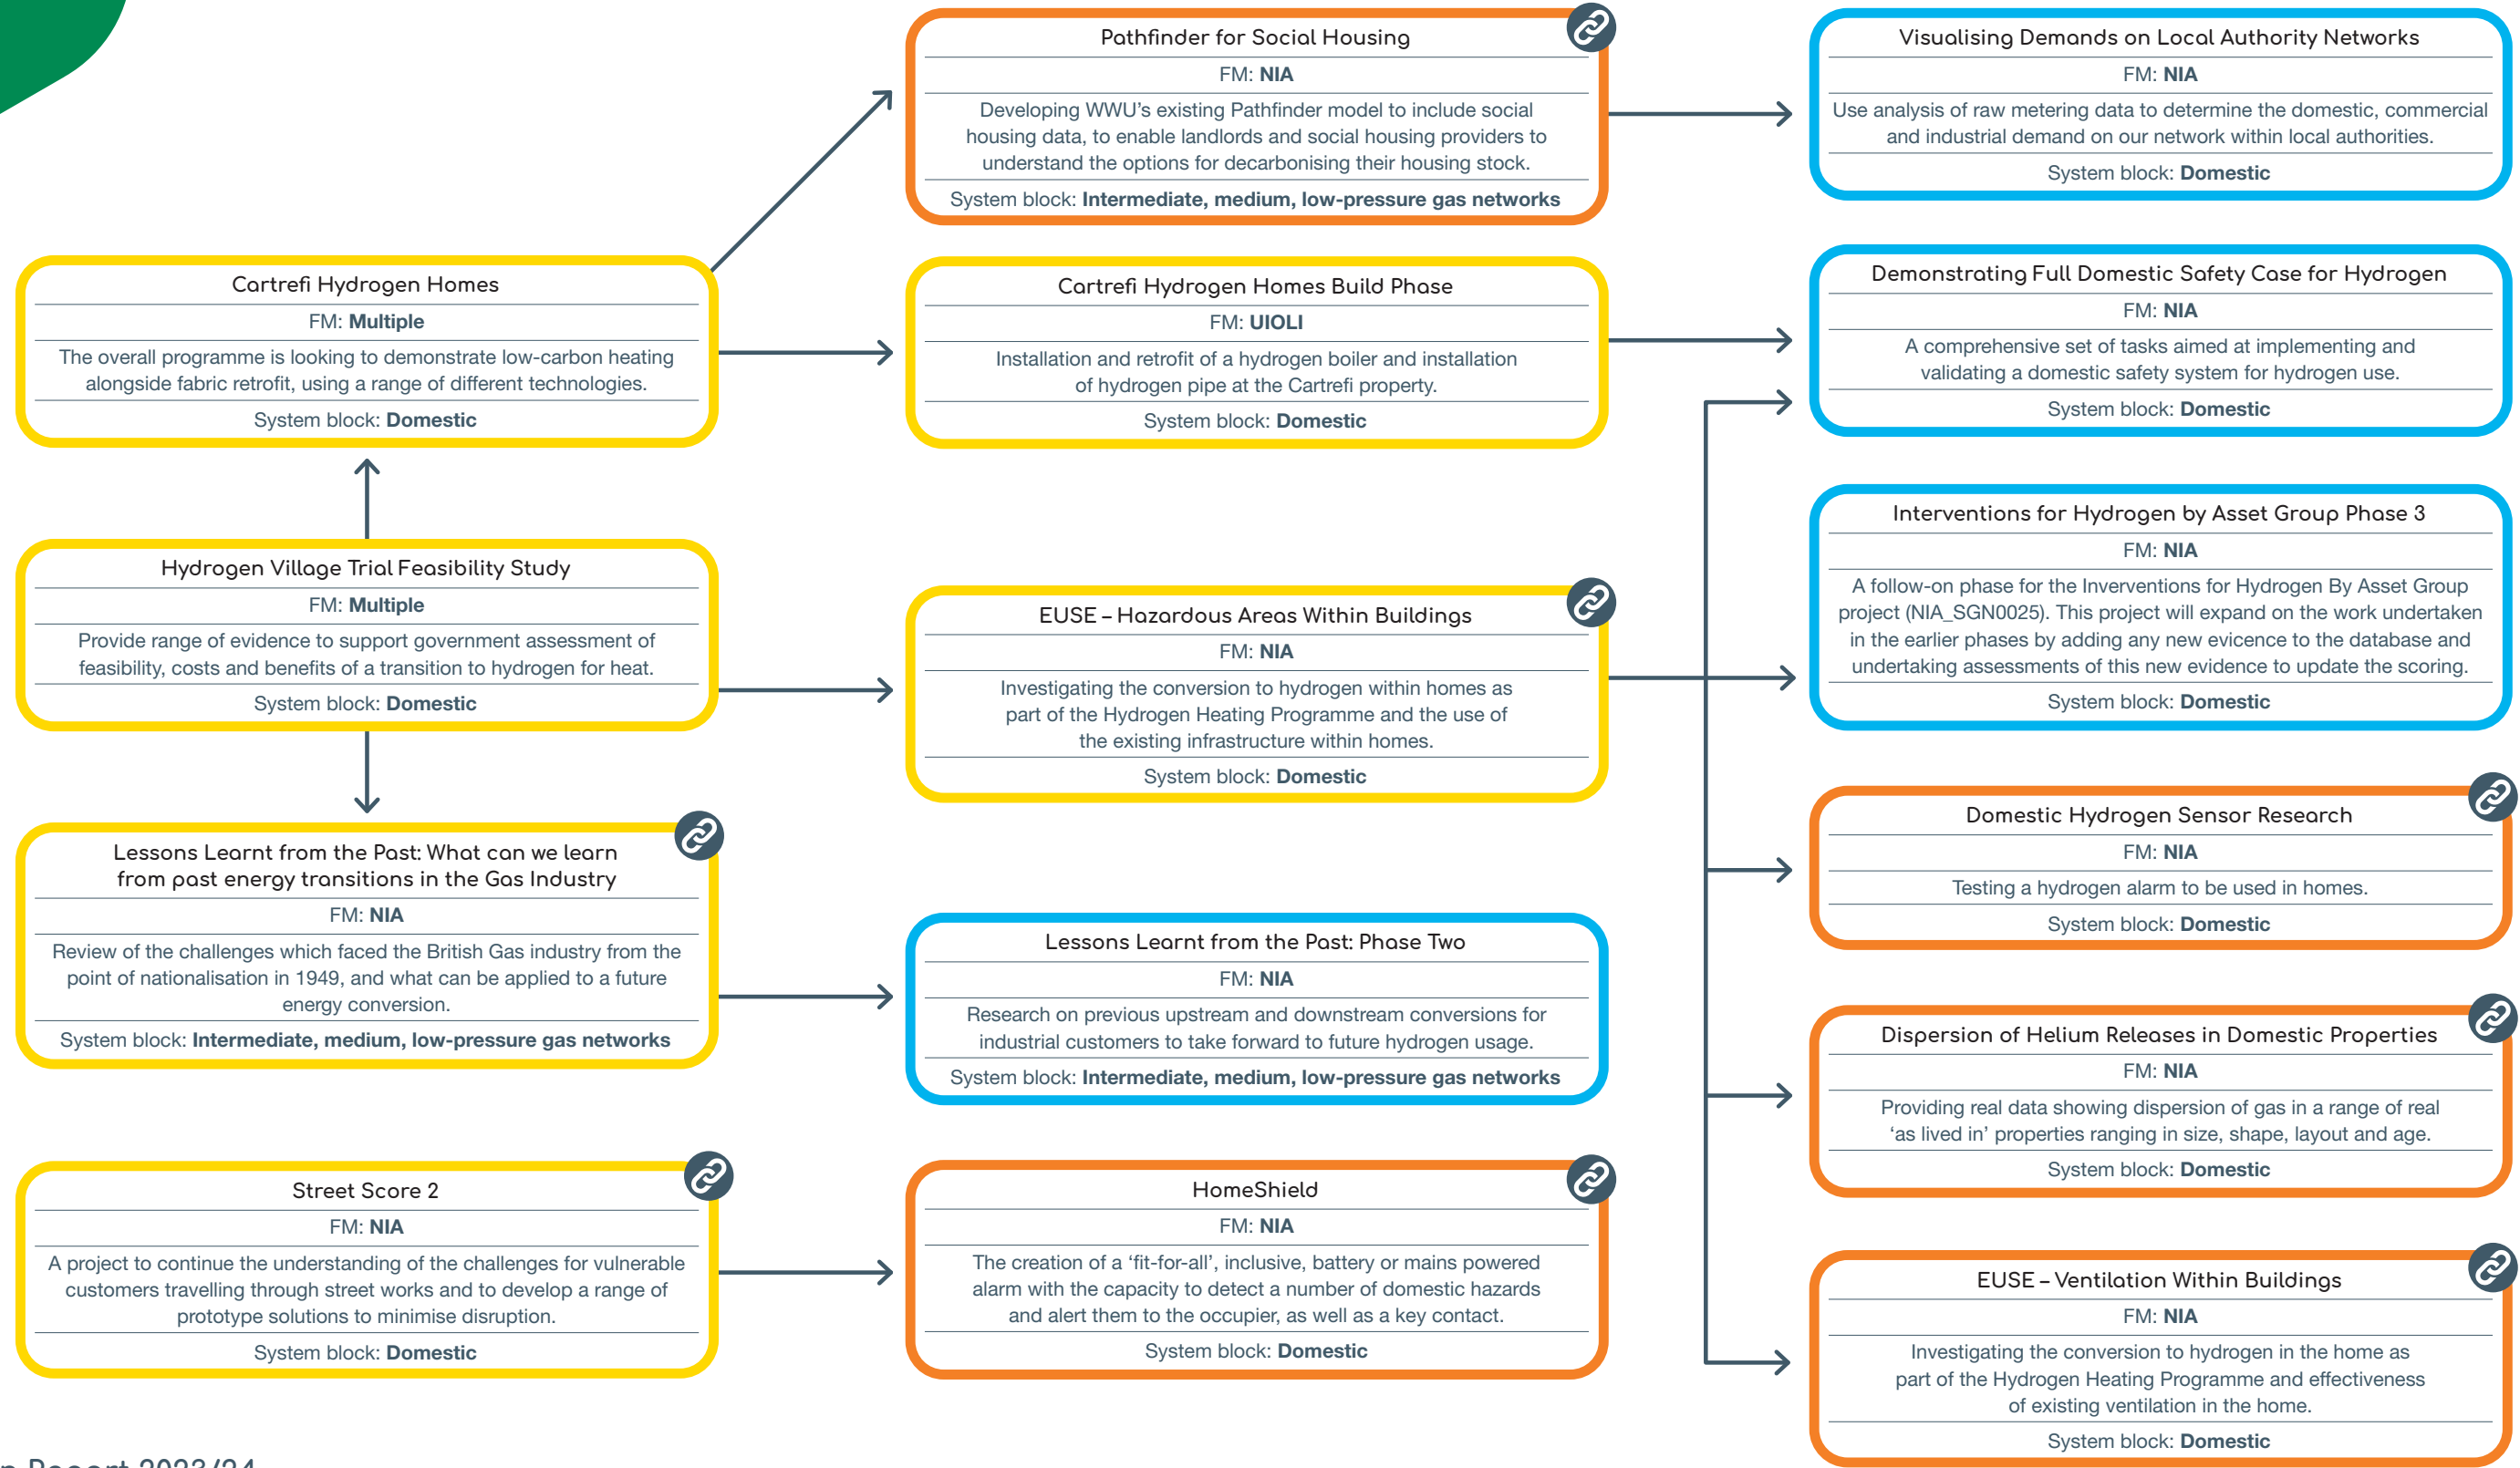 Pathfinder for Social Housing
FM: NIA
Developing WWU's existing Pathfinder model to include social
housing data, to enable landlords and social housing providers to
understand the options for decarbonising their housing stock.
System block: Intermediate, medium, low-pressure gas networks
Visualising Demands on Local Authority Networks
FM: NIA
Use analysis of raw metering data to determine the domestic, commercial
and industrial demand on our network within local authorities.
System block: Domestic
Cartrefi Hydrogen Homes
FM: Multiple
The overall programme is looking to demonstrate low-carbon heating
alongside fabric retrofit, using a range of different technologies.
System block: Domestic
Cartrefi Hydrogen Homes Build Phase
FM: UIOLI
Installation and retrofit of a hydrogen boiler and installation
of hydrogen pipe at the Cartrefi property.
System block: Domestic
Demonstrating Full Domestic Safety Case for Hydrogen
FM: NIA
A comprehensive set of tasks aimed at implementing and
validating a domestic safety system for hydrogen use.
System block: Domestic
Hydrogen Village Trial Feasibility Study
FM: Multiple
Provide range of evidence to support government assessment of
feasibility, costs and benefits of a transition to hydrogen for heat.
System block: Domestic
EUSE – Hazardous Areas Within Buildings
FM: NIA
Investigating the conversion to hydrogen within homes as
part of the Hydrogen Heating Programme and the use of
the existing infrastructure within homes.
System block: Domestic
Interventions for Hydrogen by Asset Group Phase 3
FM: NIA
A follow-on phase for the Inverventions for Hydrogen By Asset Group
project (NIA_SGN0025). This project will expand on the work undertaken
in the earlier phases by adding any new evicence to the database and
undertaking assessments of this new evidence to update the scoring.
System block: Domestic
Lessons Learnt from the Past: What can we learn
from past energy transitions in the Gas Industry
FM: NIA
Review of the challenges which faced the British Gas industry from the
point of nationalisation in 1949, and what can be applied to a future
energy conversion.
System block: Intermediate, medium, low-pressure gas networks
Lessons Learnt from the Past: Phase Two
FM: NIA
Research on previous upstream and downstream conversions for
industrial customers to take forward to future hydrogen usage.
System block: Intermediate, medium, low-pressure gas networks
Domestic Hydrogen Sensor Research
FM: NIA
Testing a hydrogen alarm to be used in homes.
System block: Domestic
Dispersion of Helium Releases in Domestic Properties
FM: NIA
Providing real data showing dispersion of gas in a range of real
'as lived in' properties ranging in size, shape, layout and age.
System block: Domestic
Street Score 2
FM: NIA
A project to continue the understanding of the challenges for vulnerable
customers travelling through street works and to develop a range of
prototype solutions to minimise disruption.
System block: Domestic
HomeShield
FM: NIA
The creation of a 'fit-for-all', inclusive, battery or mains powered
alarm with the capacity to detect a number of domestic hazards
and alert them to the occupier, as well as a key contact.
System block: Domestic
EUSE – Ventilation Within Buildings
FM: NIA
Investigating the conversion to hydrogen in the home as
part of the Hydrogen Heating Programme and effectiveness
of existing ventilation in the home.
System block: Domestic
n Report 2023/24